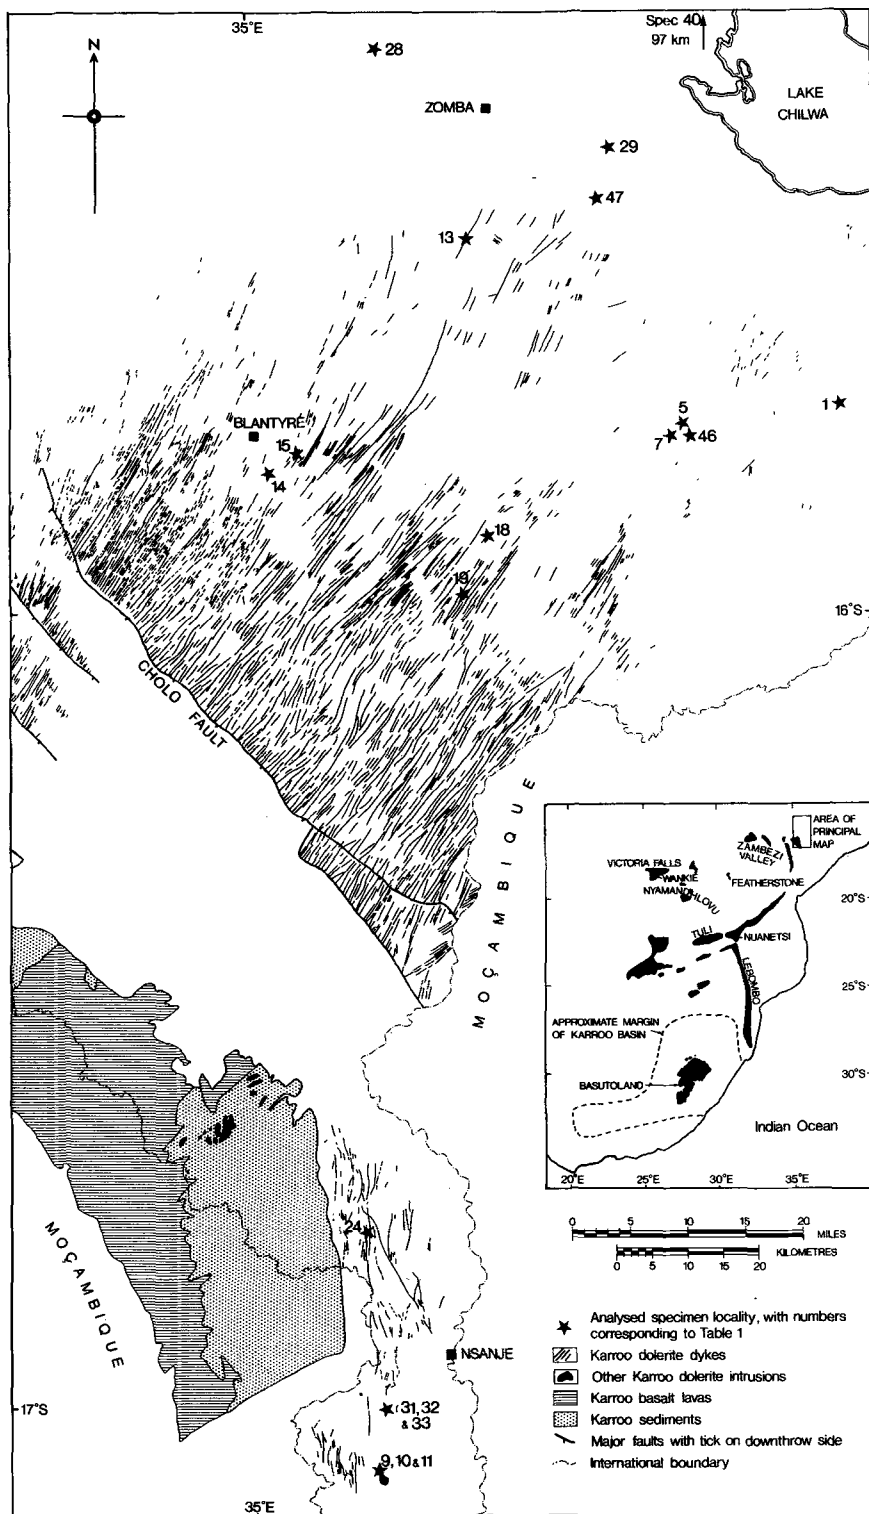 35°E
Spec 40
97 km
N
28
ZOMBA
LAKE
CHILWA
29
47
13
BLANTYRE
15
14
5
7
46
1
18
19
16°S
CHOLO FAULT
MOÇAMBIQUE
AREA OF
PRINCIPAL
MAP
ZAMBEZI
VALLEY
VICTORIA FALLS
WANKIE
NYAMANDHLOVU
FEATHERSTONE
20°S
TULI
NUANETSI
LEBOMBO
25°S
APPROXIMATE MARGIN
OF KARROO BASIN
BASUTOLAND
30°S
Indian Ocean
20°E
25°E
30°E
35°E
0 5 10 15 20
MILES
KILOMETRES
0 5 10 15 20
MOÇAMBIQUE
24
NSANJE
17°S
31, 32
& 33
9, 10 & 11
35°E
Analysed specimen locality, with numbers
corresponding to Table 1
Karroo dolerite dykes
Other Karroo dolerite intrusions
Karroo basalt lavas
Karroo sediments
Major faults with tick on downthrow side
International boundary